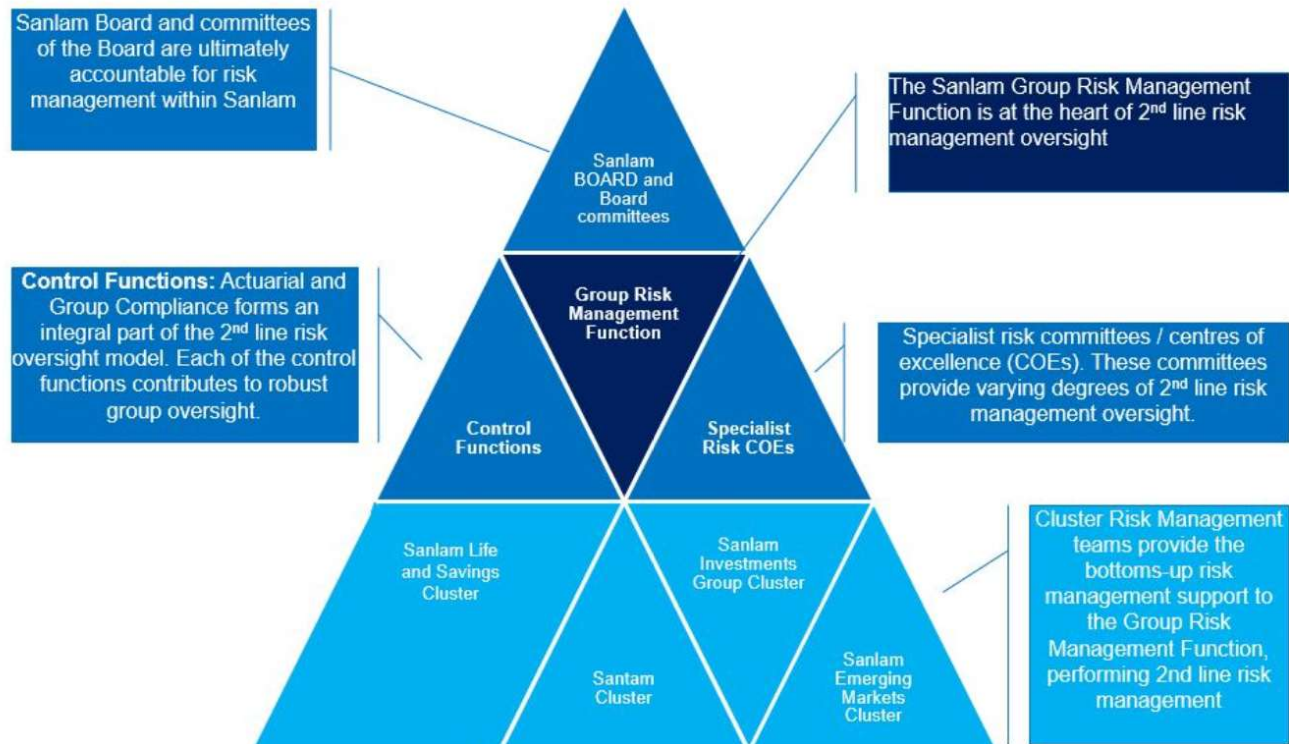 Sanlam Board and committees
of the Board are ultimately
accountable for risk
management within Sanlam
The Sanlam Group Risk Management
Function is at the heart of 2nd line risk
management oversight
Sanlam
BOARD and
Board
committees
Control Functions: Actuarial and
Group Compliance forms an
integral part of the 2nd line risk
oversight model. Each of the control
functions contributes to robust
group oversight.
Group Risk
Management
Function
Specialist risk committees / centres of
excellence (COEs). These committees
provide varying degrees of 2nd line risk
management oversight.
Control
Functions
Specialist
Risk COEs
Sanlam Life
and Savings
Cluster
Sanlam
Investments
Group Cluster
Santam
Cluster
Sanlam
Emerging
Markets
Cluster
Cluster Risk Management
teams provide the
bottoms-up risk
management support to
the Group Risk
Management Function,
performing 2nd line risk
management